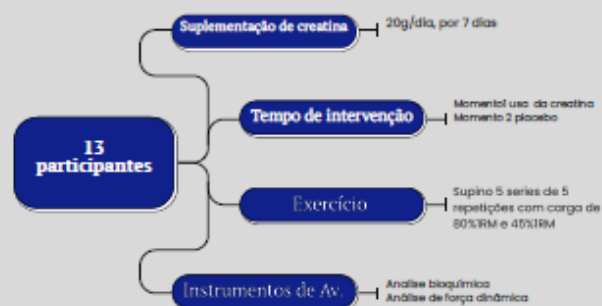 Suplementação de creatina
20g/dia, por 7 dias
Tempo de intervenção
Momento1 uso da creatina
Momento 2 placebo
13
participantes
Exercício
Supino 5 series de 5
repetições com carga de
80%1RM e 45%1RM
Instrumentos de Av.
Analise bioquímica
Análise de força dinâmica